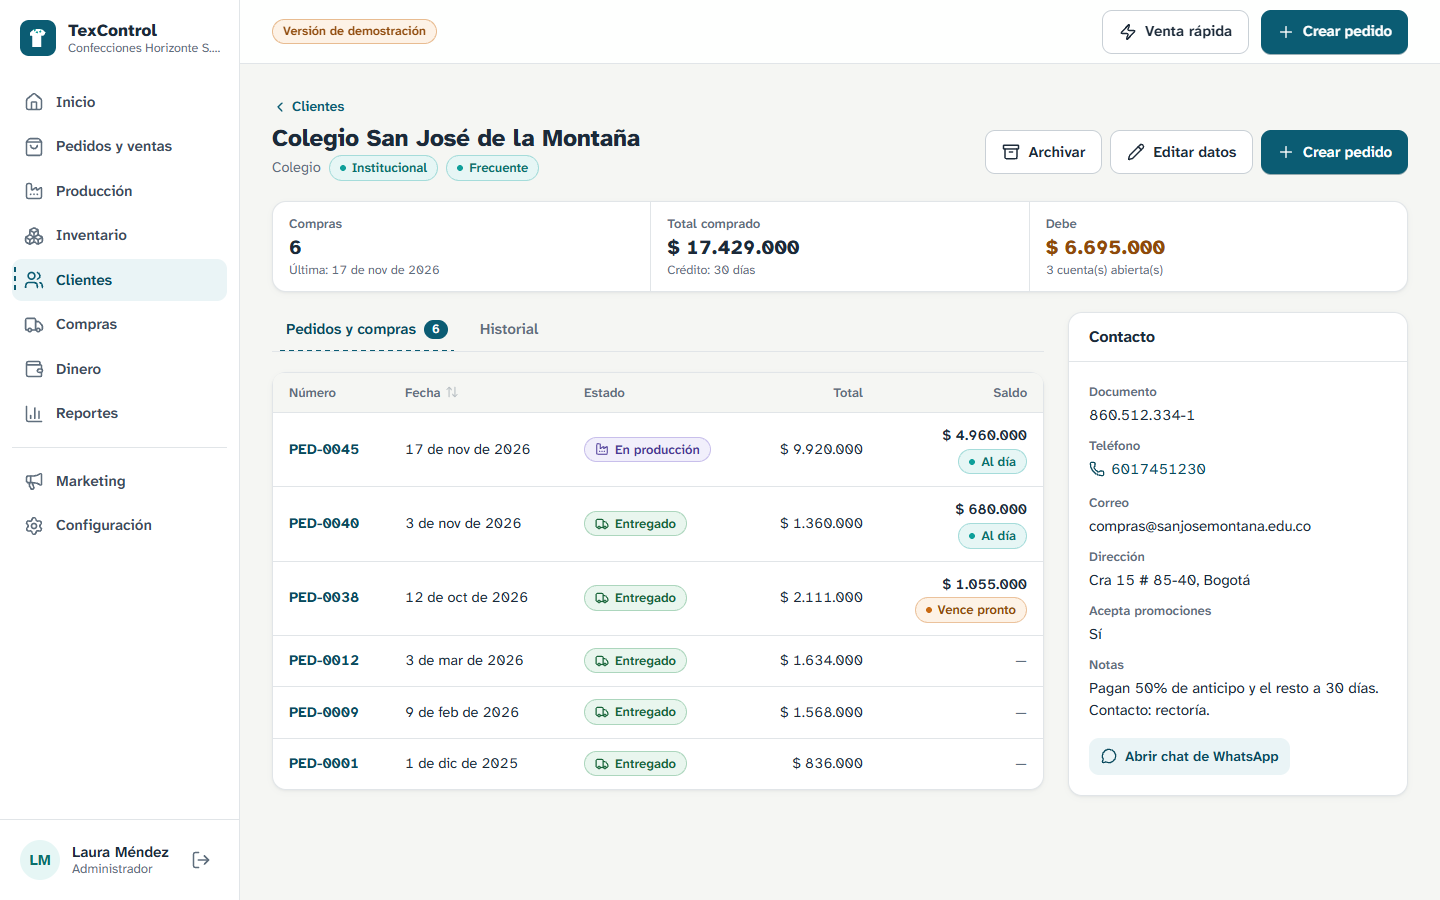 TexControl
Confecciones Horizonte S....
Inicio
Pedidos y ventas
Producción
Inventario
Clientes
Compras
Dinero
Reportes
Marketing
Configuración
LM
Laura Méndez
Administrador
Versión de demostración
Venta rápida
Crear pedido
Clientes
Colegio San José de la Montaña
Colegio Institucional Frecuente
Archivar
Editar datos
Crear pedido
Compras
6
Última: 17 de nov de 2026
Total comprado
$ 17.429.000
Crédito: 30 días
Debe
$ 6.695.000
3 cuenta(s) abierta(s)
Pedidos y compras 6 Historial
Número Fecha Estado Total Saldo
PED-0045 17 de nov de 2026 En producción $ 9.920.000 $ 4.960.000
Al día
PED-0040 3 de nov de 2026 Entregado $ 1.360.000 $ 680.000
Al día
PED-0038 12 de oct de 2026 Entregado $ 2.111.000 $ 1.055.000
Vence pronto
PED-0012 3 de mar de 2026 Entregado $ 1.634.000 —
PED-0009 9 de feb de 2026 Entregado $ 1.568.000 —
PED-0001 1 de dic de 2025 Entregado $ 836.000 —
Contacto
Documento
860.512.334-1
Teléfono
6017451230
Correo
compras@sanjosemontana.edu.co
Dirección
Cra 15 # 85-40, Bogotá
Acepta promociones
Sí
Notas
Pagan 50% de anticipo y el resto a 30 días.
Contacto: rectoría.
Abrir chat de WhatsApp